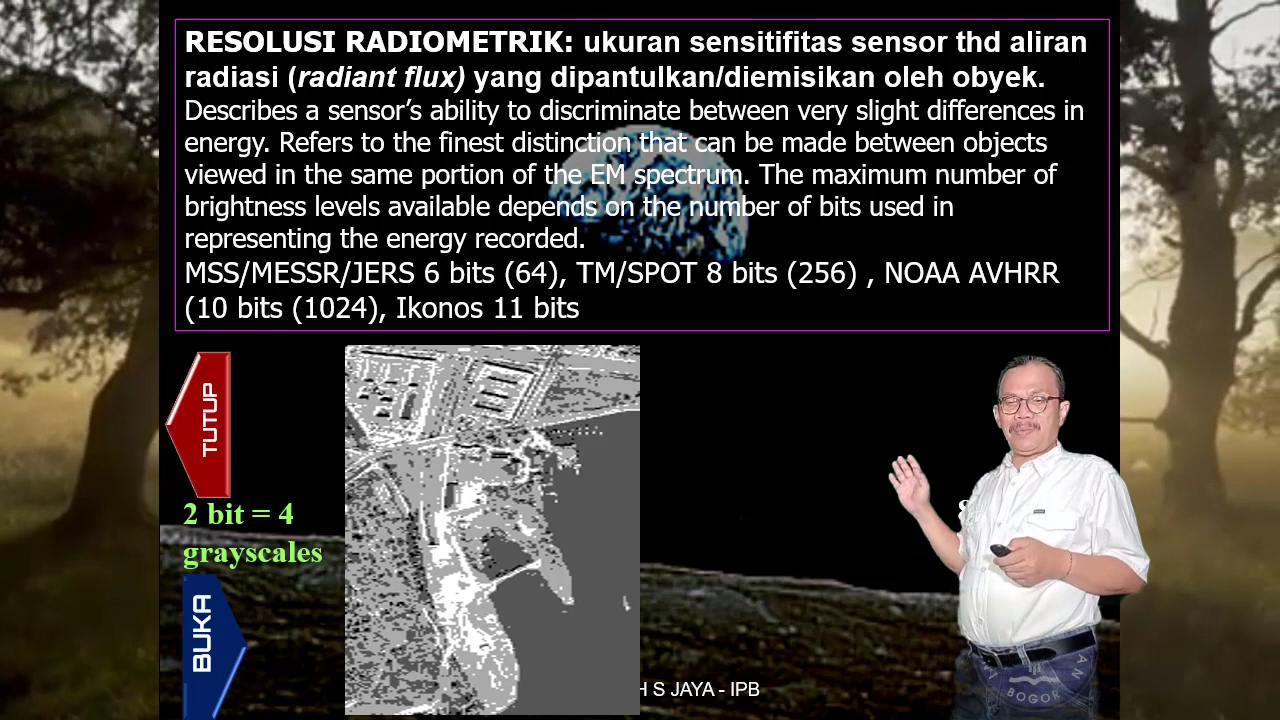 RESOLUSI RADIOMETRIK: ukuran sensitifitas sensor thd aliran
radiasi (radiant flux) yang dipantulkan/diemisikan oleh obyek.
Describes a sensor’s ability to discriminate between very slight differences in
energy. Refers to the finest distinction that can be made between objects
viewed in the same portion of the EM spectrum. The maximum number of
brightness levels available depends on the number of bits used in
representing the energy recorded.
MSS/MESSR/JERS 6 bits (64), TM/SPOT 8 bits (256) , NOAA AVHRR
(10 bits (1024), Ikonos 11 bits
TUTUP
2 bit = 4
grayscales
BUKA
H S JAYA - IPB
BOGOR